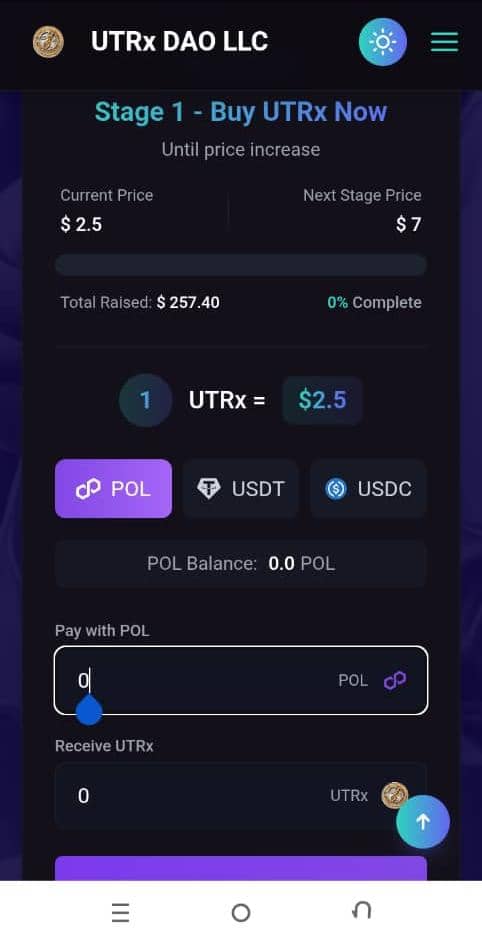 UTRx DAO LLC
Stage 1 - Buy UTRx Now
Until price increase
Current Price Next Stage Price
$ 2.5 $ 7
Total Raised: $ 257.40 0% Complete
1 UTRx = $2.5
POL USDT USDC
POL Balance: 0.0 POL
Pay with POL
0 POL
Receive UTRx
0 UTRx